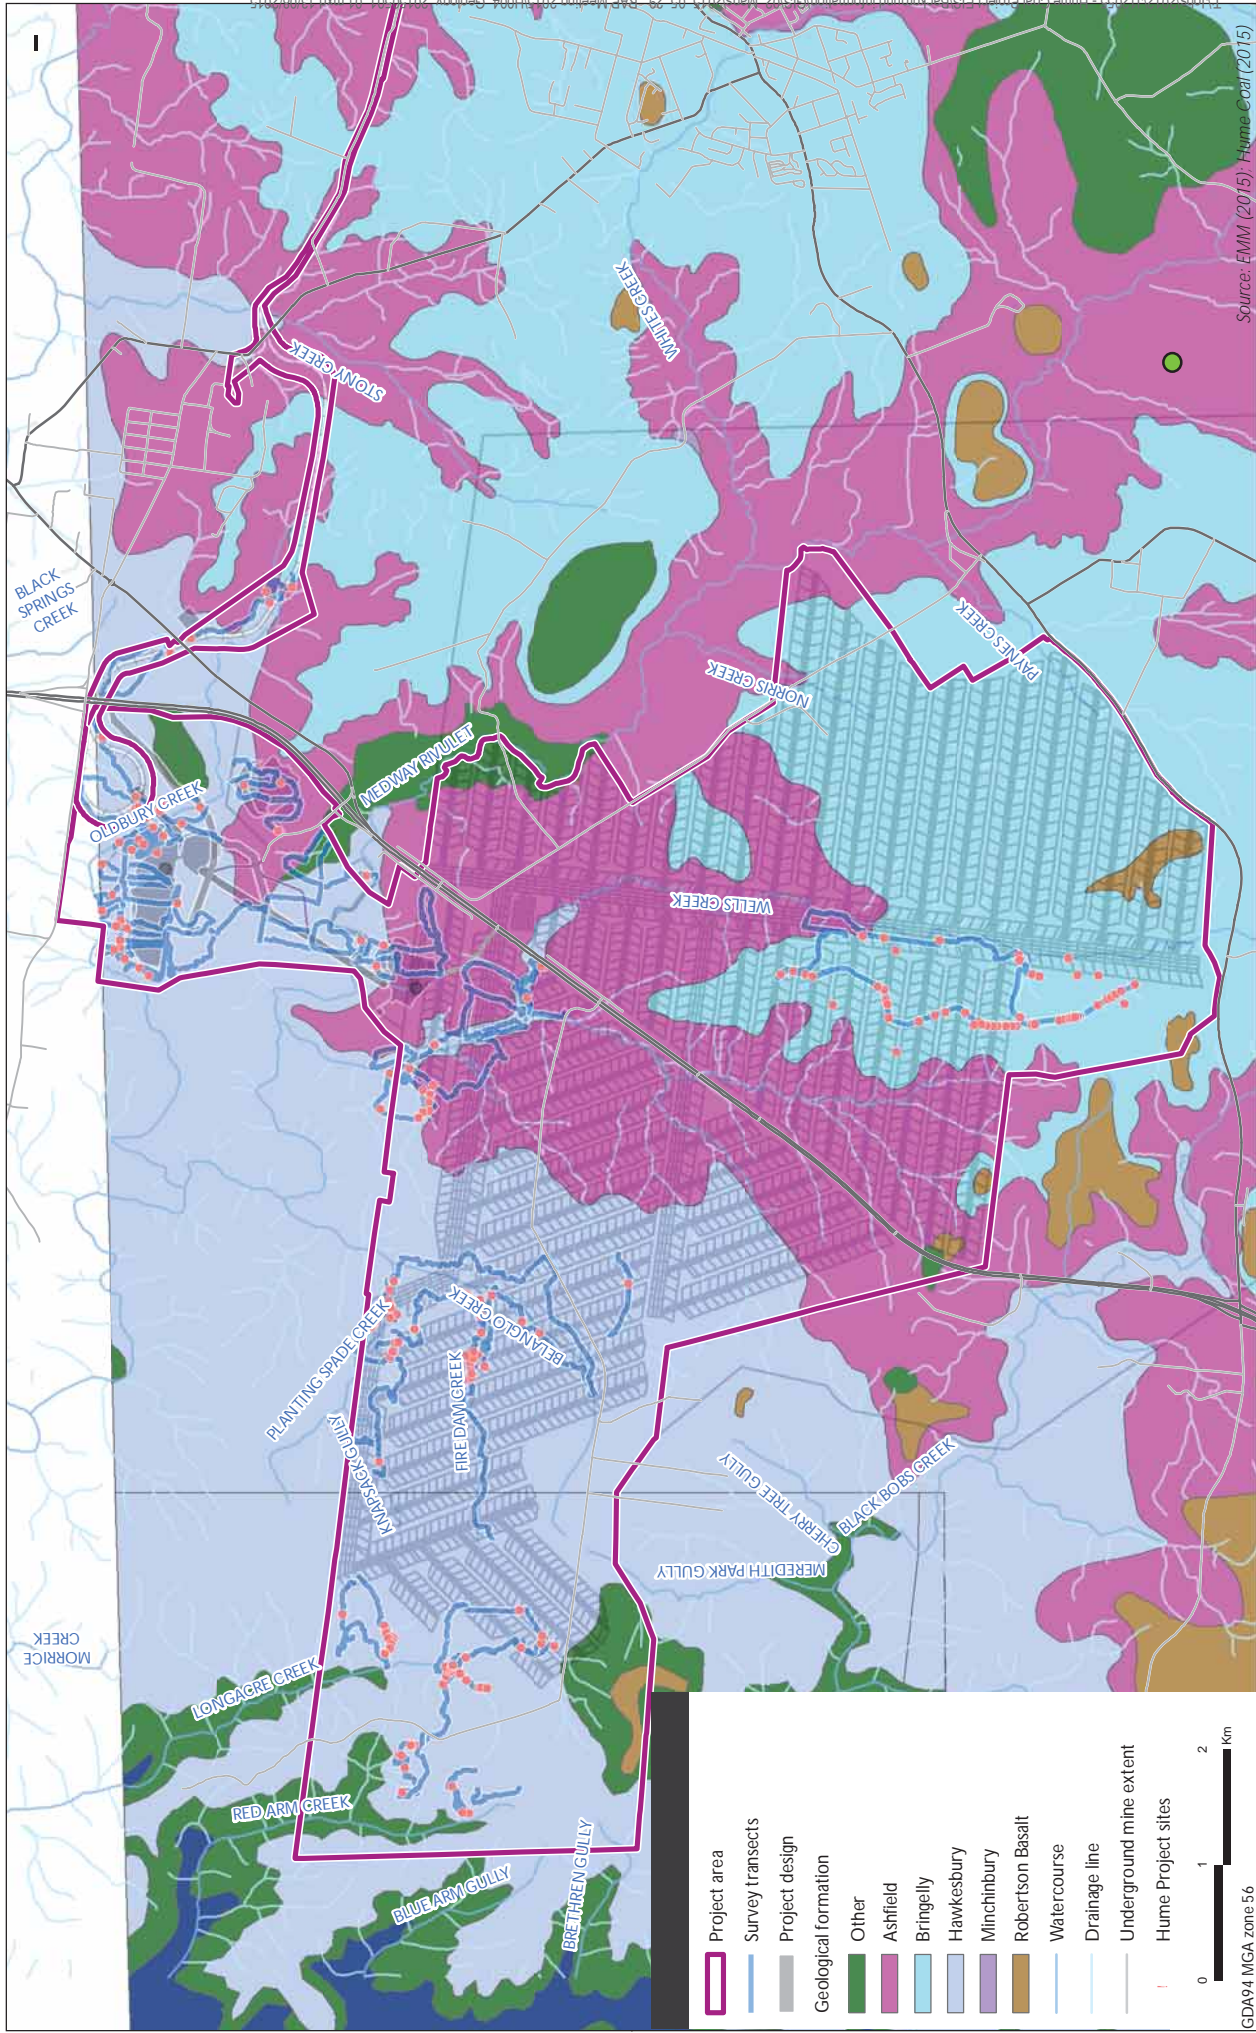 BLACK
SPRINGS
CREEK
STONY CREEK
WHITES CREEK
OLDBURY CREEK
MEDWAY RIVULET
NORRIS CREEK
PAYNES CREEK
WELLS CREEK
PLANTING SPADE CREEK
BELANGLO CREEK
FIRE DAM CREEK
KNAPSACK GULLY
CHERRY TREE GULLY
BLACK BOBS CREEK
MEREDITH PARK GULLY
MORRICE
CREEK
LONGACRE CREEK
RED ARM CREEK
BLUE ARM GULLY
BRETHREN GULLY
Project area
Survey transects
Project design
Geological formation
Other
Ashfield
Bringelly
Hawkesbury
Minchinbury
Robertson Basalt
Watercourse
Drainage line
Underground mine extent
Hume Project sites
0 1 2
Km
GDA94 MGA zone 56
Source: EMM (2015); Hume Coal (2015)